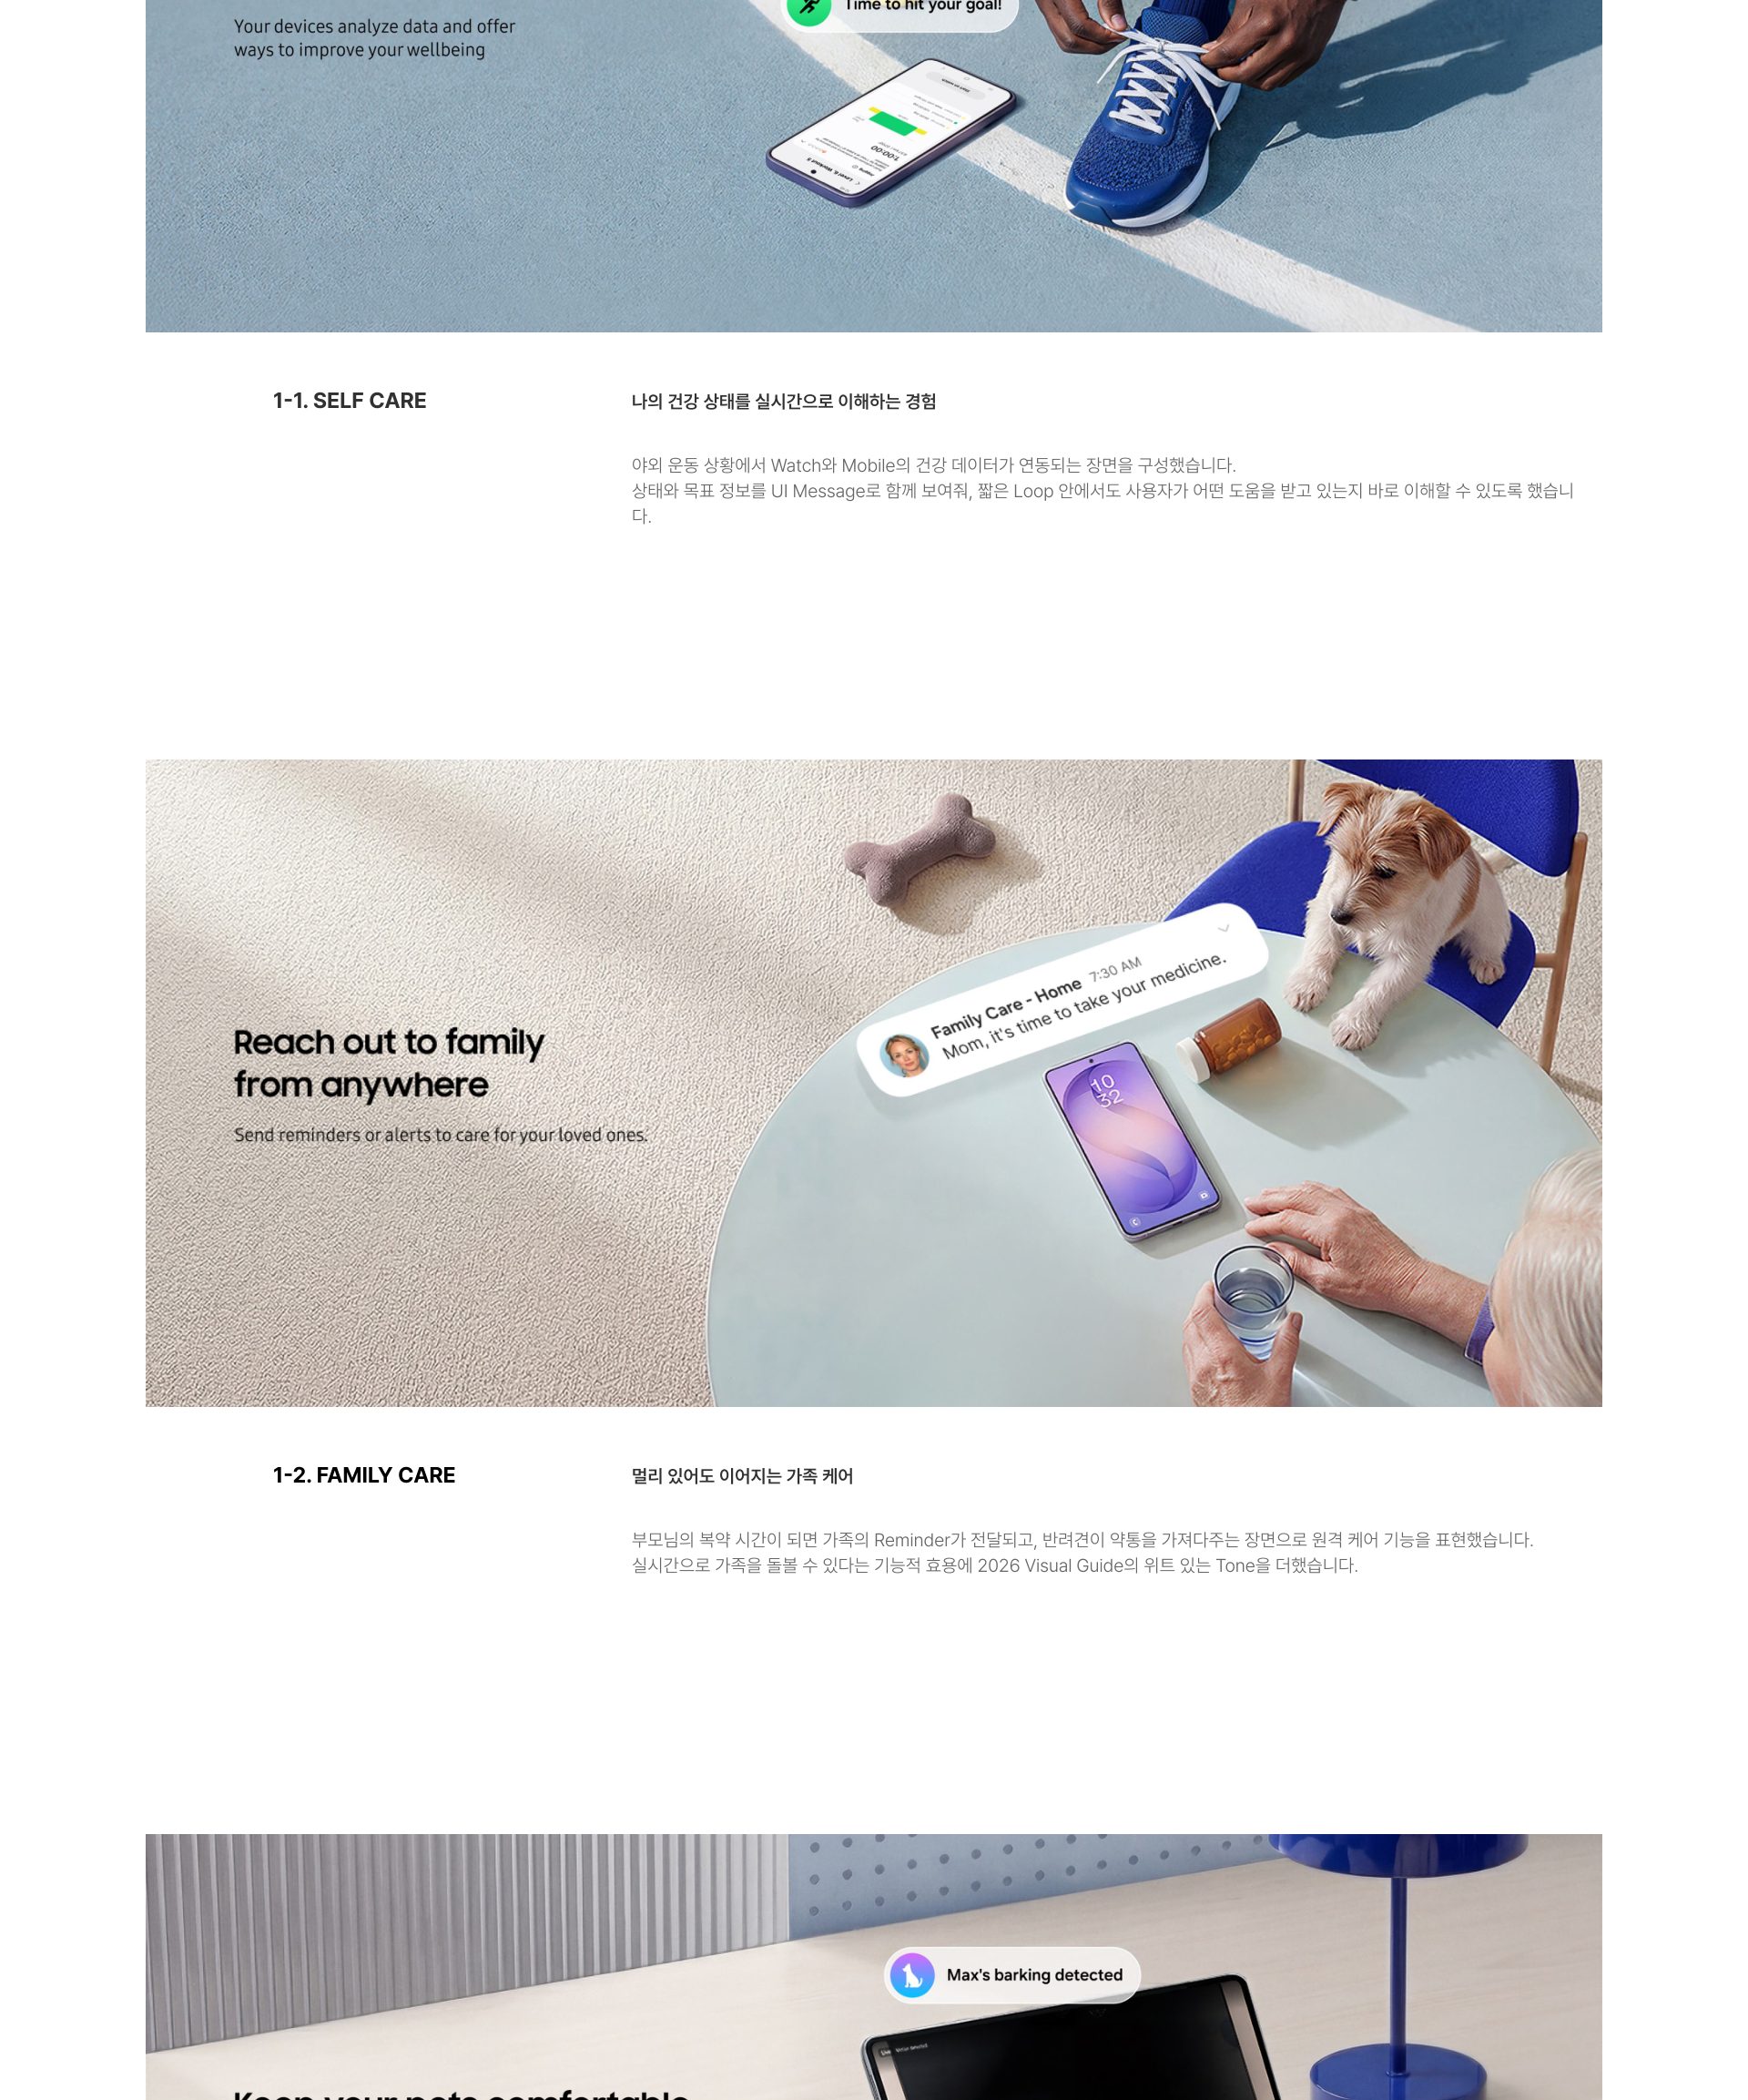 Your devices analyze data and offer
ways to improve your wellbeing
Time to hit your goal!
1:00:00
1-1. SELF CARE
나의 건강 상태를 실시간으로 이해하는 경험
야외 운동 상황에서 Watch와 Mobile의 건강 데이터가 연동되는 장면을 구성했습니다.
상태와 목표 정보를 UI Message로 함께 보여줘, 짧은 Loop 안에서도 사용자가 어떤 도움을 받고 있는지 바로 이해할 수 있도록 했습니
다.
Family Care - Home 7:30 AM
Mom, it's time to take your medicine.
10
32
Reach out to family
from anywhere
Send reminders or alerts to care for your loved ones.
1-2. FAMILY CARE
멀리 있어도 이어지는 가족 케어
부모님의 복약 시간이 되면 가족의 Reminder가 전달되고, 반려견이 약통을 가져다주는 장면으로 원격 케어 기능을 표현했습니다.
실시간으로 가족을 돌볼 수 있다는 기능적 효용에 2026 Visual Guide의 위트 있는 Tone을 더했습니다.
Max's barking detected
Keep your pets comfortable